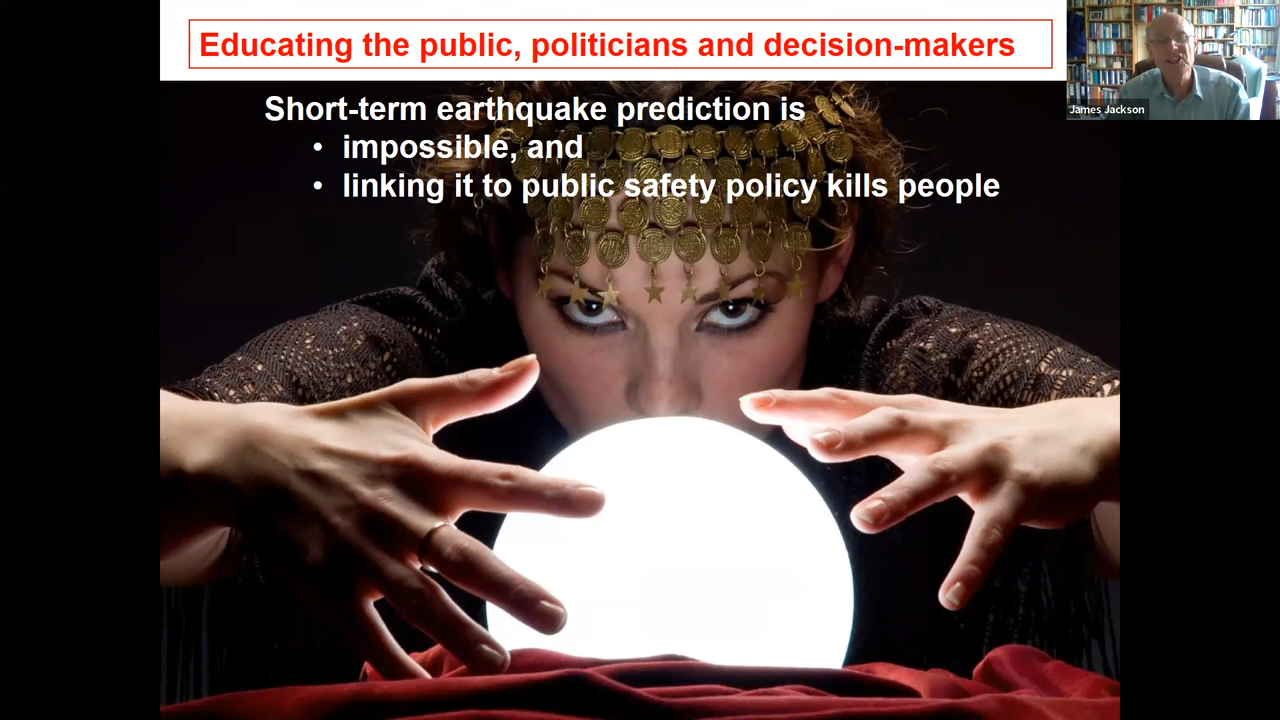 Educating the public, politicians and decision-makers
James Jackson
Short-term earthquake prediction is
• impossible, and
• linking it to public safety policy kills people